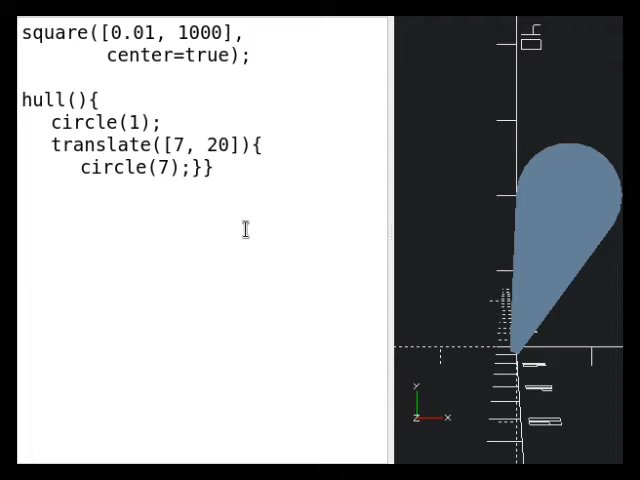 square([0.01, 1000],
center=true);
hull(){
circle(1);
translate([7, 20]){
circle(7);}}
Y
Z
X